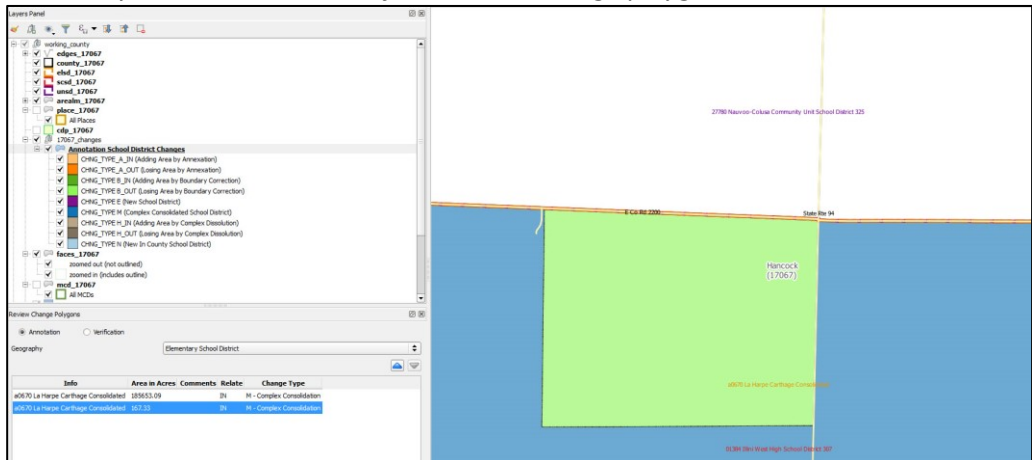 Layers Panel
working_county
edges_17067
county_17067
elsd_17067
scsd_17067
unsd_17067
arealm_17067
place_17067
All Places
cdp_17067
17067_changes
Annotation School District Changes
CHNG_TYPE_A_IN (Adding Area by Annexation)
CHNG_TYPE_A_OUT (Losing Area by Annexation)
CHNG_TYPE B_IN (Adding Area by Boundary Correction)
CHNG_TYPE B_OUT (Losing Area by Boundary Correction)
CHNG_TYPE E (New School District)
CHNG_TYPE M (Complex Consolidated School District)
CHNG_TYPE H_IN (Adding Area by Complex Dissolution)
CHNG_TYPE H_OUT (Losing Area by Complex Dissolution)
CHNG_TYPE N (New In County School District)
faces_17067
zoomed out (not outlined)
zoomed in (includes outline)
mcd_17067
All MCDs
Review Change Polygons
Annotation Verification
Geography Elementary School District
Info Area in Acres Comments Relate Change Type
a0670 La Harpe Carthage Consolidated 185653.09 IN M - Complex Consolidation
a0670 La Harpe Carthage Consolidated 167.33 IN M - Complex Consolidation
27780 Nauvoo-Colusa Community Unit School District 325
E Co Rd 2200
State Rte 94
Hancock
(17067)
a0670 La Harpe Carthage Consolidated
West High School District 307